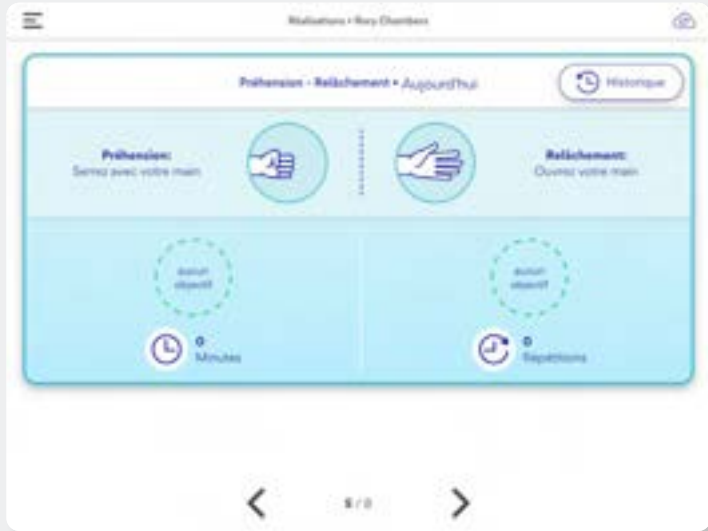 Réalisations • Rory Chambers
Préhension - Relâchement • Aujourd'hui
Historique
Préhension:
Serrez avec votre main
Relâchement:
Ouvrez votre main
aucun
objectif
0
Minutes
aucun
objectif
0
Répétitions